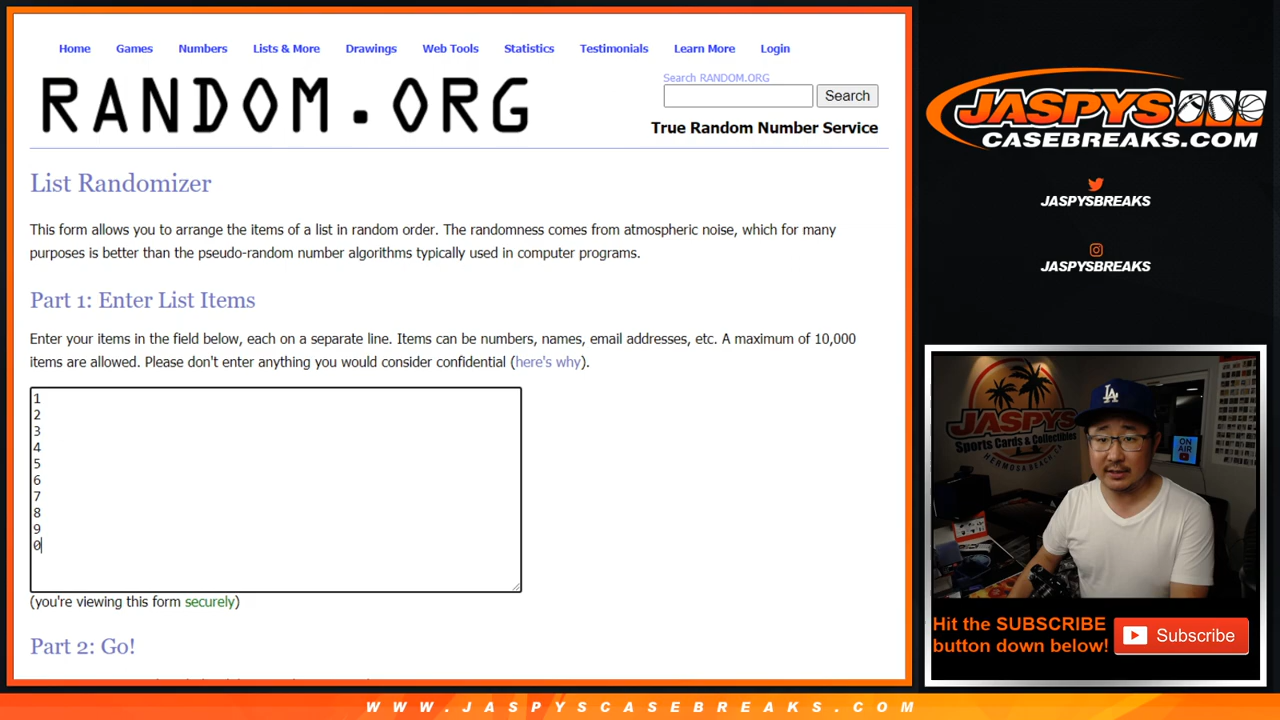 Home Games Numbers Lists & More Drawings Web Tools Statistics Testimonials Learn More Login
RANDOM.ORG
Search RANDOM.ORG
Search
True Random Number Service
List Randomizer
This form allows you to arrange the items of a list in random order. The randomness comes from atmospheric noise, which for many
purposes is better than the pseudo-random number algorithms typically used in computer programs.
Part 1: Enter List Items
Enter your items in the field below, each on a separate line. Items can be numbers, names, email addresses, etc. A maximum of 10,000
items are allowed. Please don't enter anything you would consider confidential (here's why).
1
2
3
4
5
6
7
8
9
0
(you're viewing this form securely)
Part 2: Go!
JASPYS
CASEBREAKS.COM
JASPYSBREAKS
JASPYSBREAKS
JASPYS
Sports Cards & Collectibles
HERMOSA BEACH CA
LA
ON AIR
Hit the SUBSCRIBE
button down below!
Subscribe
WWW.JASPYSCASEBREAKS.COM